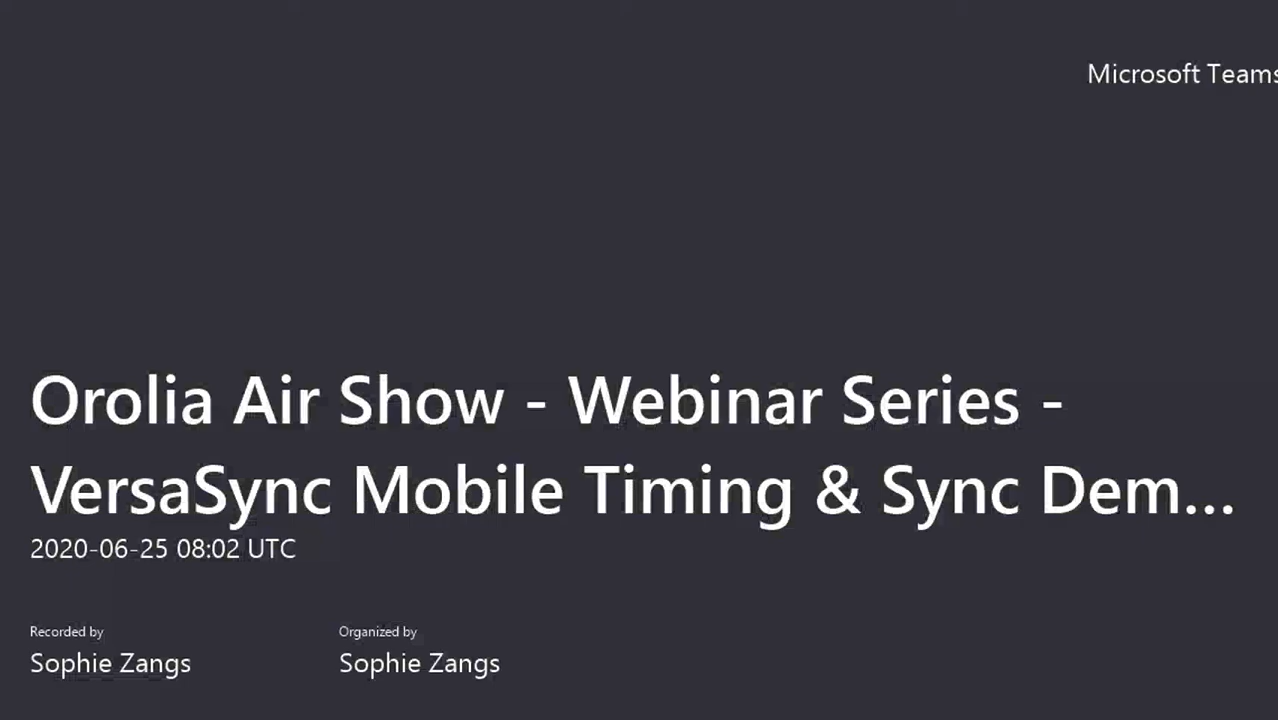 Microsoft Teams
Orolia Air Show - Webinar Series -
VersaSync Mobile Timing & Sync Dem...
2020-06-25 08:02 UTC
Recorded by
Organized by
Sophie Zangs
Sophie Zangs